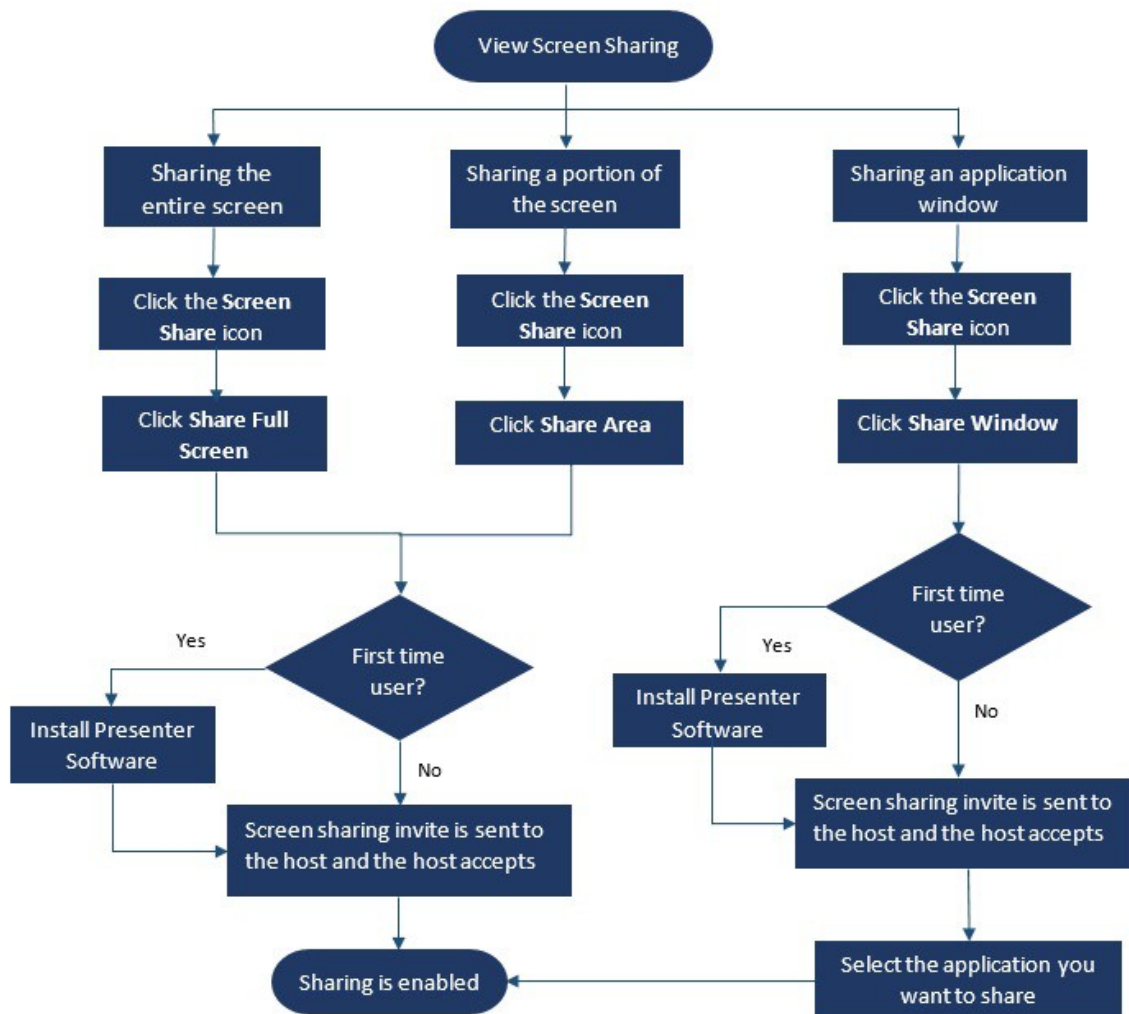 View Screen Sharing
Sharing the
entire screen
Sharing a portion of
the screen
Sharing an application
window
Click the Screen
Share icon
Click the Screen
Share icon
Click the Screen
Share icon
Click Share Full
Screen
Click Share Area
Click Share Window
First time
user?
Yes
No
Install Presenter
Software
Screen sharing invite is sent to
the host and the host accepts
First time
user?
Yes
No
Install Presenter
Software
Screen sharing invite is sent to
the host and the host accepts
Select the application you
want to share
Sharing is enabled